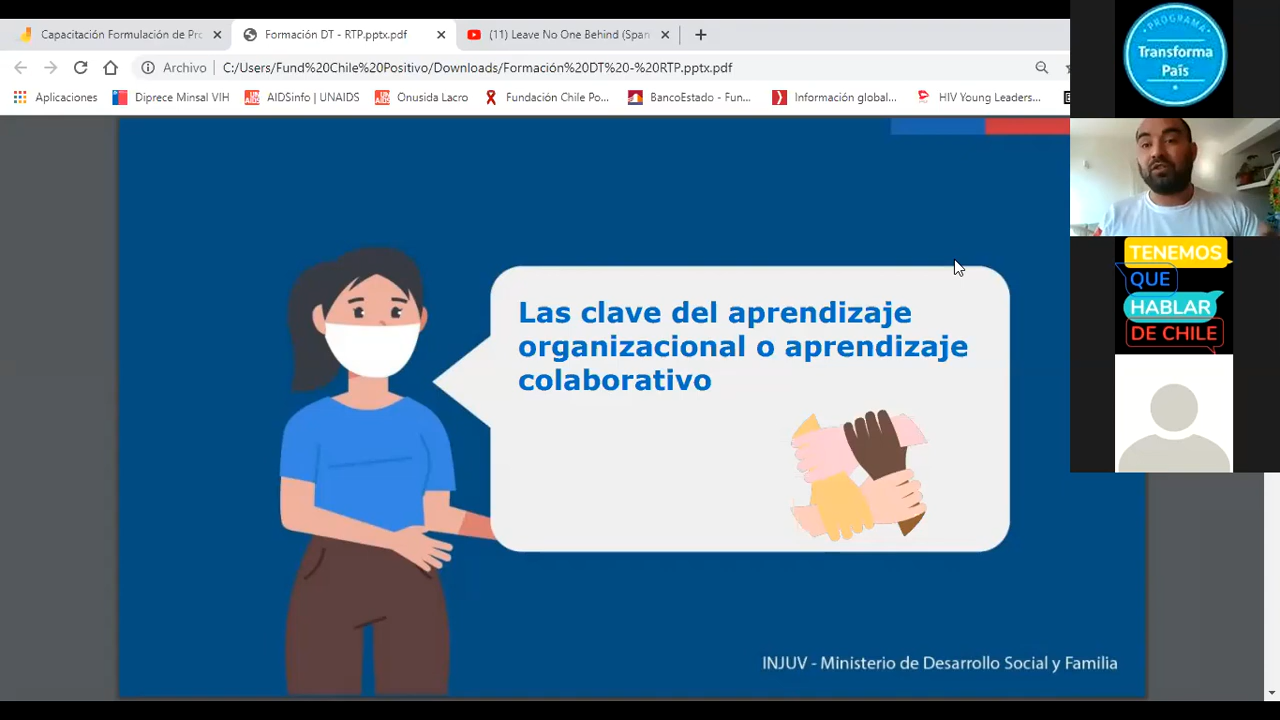 Capacitación Formulación de Pro
Formación DT - RTP.pptx.pdf
(11) Leave No One Behind (Span
Archivo
C:/Users/Fund%20Chile%20Positivo/Downloads/Formación%20DT%20-%20RTP.pptx.pdf
Aplicaciones
Diprece Minsal VIH
AIDSinfo | UNAIDS
Onusida Lacro
Fundación Chile Po...
BancoEstado - Fun...
Información global...
HIV Young Leaders...
PROGRAMA
Transforma
País
TENEMOS
QUE
HABLAR
DE CHILE
Las clave del aprendizaje
organizacional o aprendizaje
colaborativo
INJUV - Ministerio de Desarrollo Social y Familia